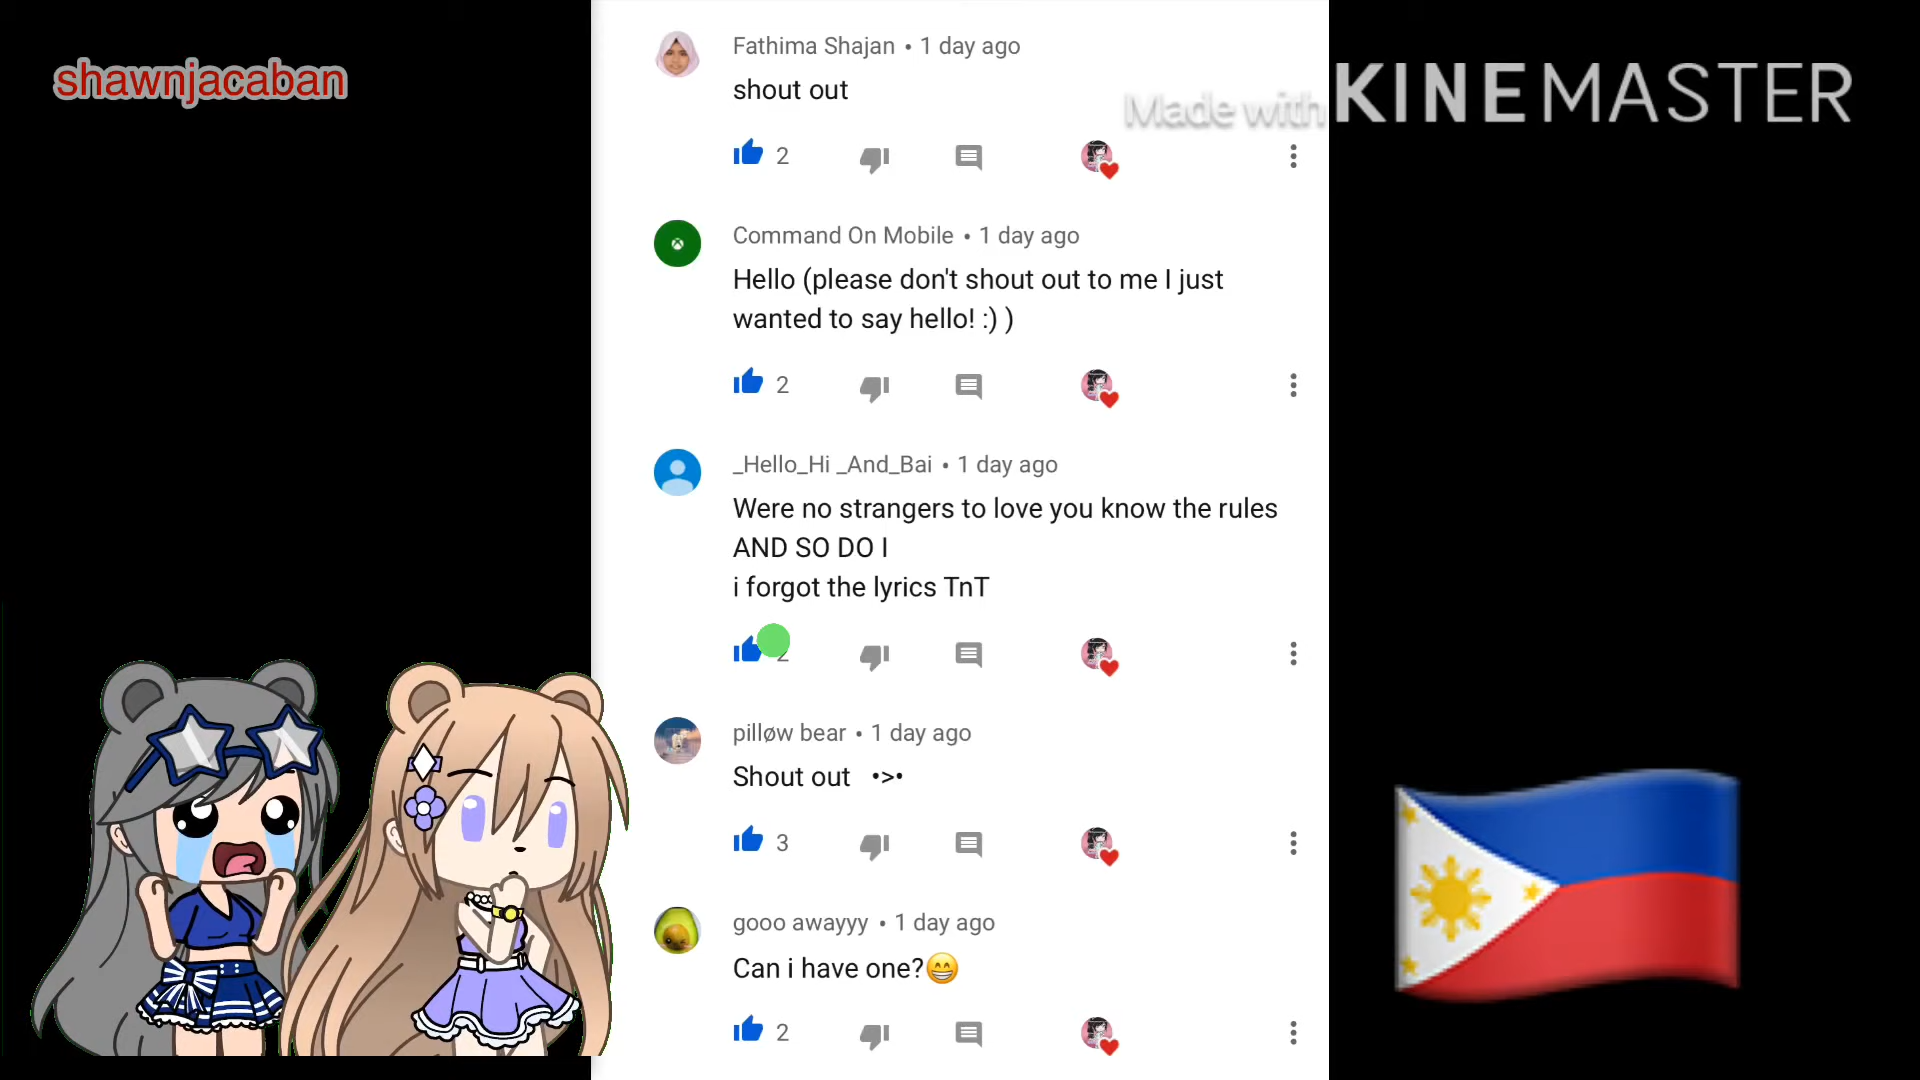 shawnjacaban
Made with KINEMASTER
Fathima Shajan • 1 day ago
shout out
2
Command On Mobile • 1 day ago
Hello (please don't shout out to me I just
wanted to say hello! :) )
2
_Hello_Hi _And_Bai • 1 day ago
Were no strangers to love you know the rules
AND SO DO I
i forgot the lyrics TnT
2
pilløw bear • 1 day ago
Shout out •>•
3
gooo awayyy • 1 day ago
Can i have one?😁
2